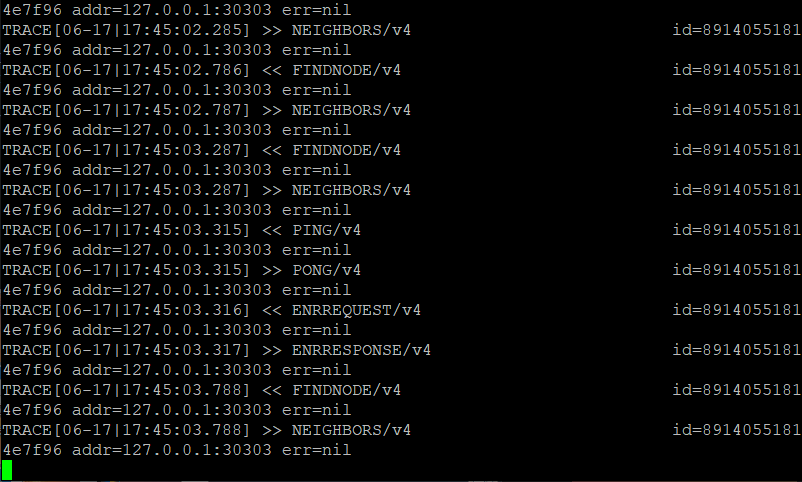 4e7f96 addr=127.0.0.1:30303 err=nil
TRACE[06-17|17:45:02.285] >> NEIGHBORS/v4 id=8914055181
4e7f96 addr=127.0.0.1:30303 err=nil
TRACE[06-17|17:45:02.786] << FINDNODE/v4 id=8914055181
4e7f96 addr=127.0.0.1:30303 err=nil
TRACE[06-17|17:45:02.787] >> NEIGHBORS/v4 id=8914055181
4e7f96 addr=127.0.0.1:30303 err=nil
TRACE[06-17|17:45:03.287] << FINDNODE/v4 id=8914055181
4e7f96 addr=127.0.0.1:30303 err=nil
TRACE[06-17|17:45:03.287] >> NEIGHBORS/v4 id=8914055181
4e7f96 addr=127.0.0.1:30303 err=nil
TRACE[06-17|17:45:03.315] << PING/v4 id=8914055181
4e7f96 addr=127.0.0.1:30303 err=nil
TRACE[06-17|17:45:03.315] >> PONG/v4 id=8914055181
4e7f96 addr=127.0.0.1:30303 err=nil
TRACE[06-17|17:45:03.316] << ENRREQUEST/v4 id=8914055181
4e7f96 addr=127.0.0.1:30303 err=nil
TRACE[06-17|17:45:03.317] >> ENRRESPONSE/v4 id=8914055181
4e7f96 addr=127.0.0.1:30303 err=nil
TRACE[06-17|17:45:03.788] << FINDNODE/v4 id=8914055181
4e7f96 addr=127.0.0.1:30303 err=nil
TRACE[06-17|17:45:03.788] >> NEIGHBORS/v4 id=8914055181
4e7f96 addr=127.0.0.1:30303 err=nil